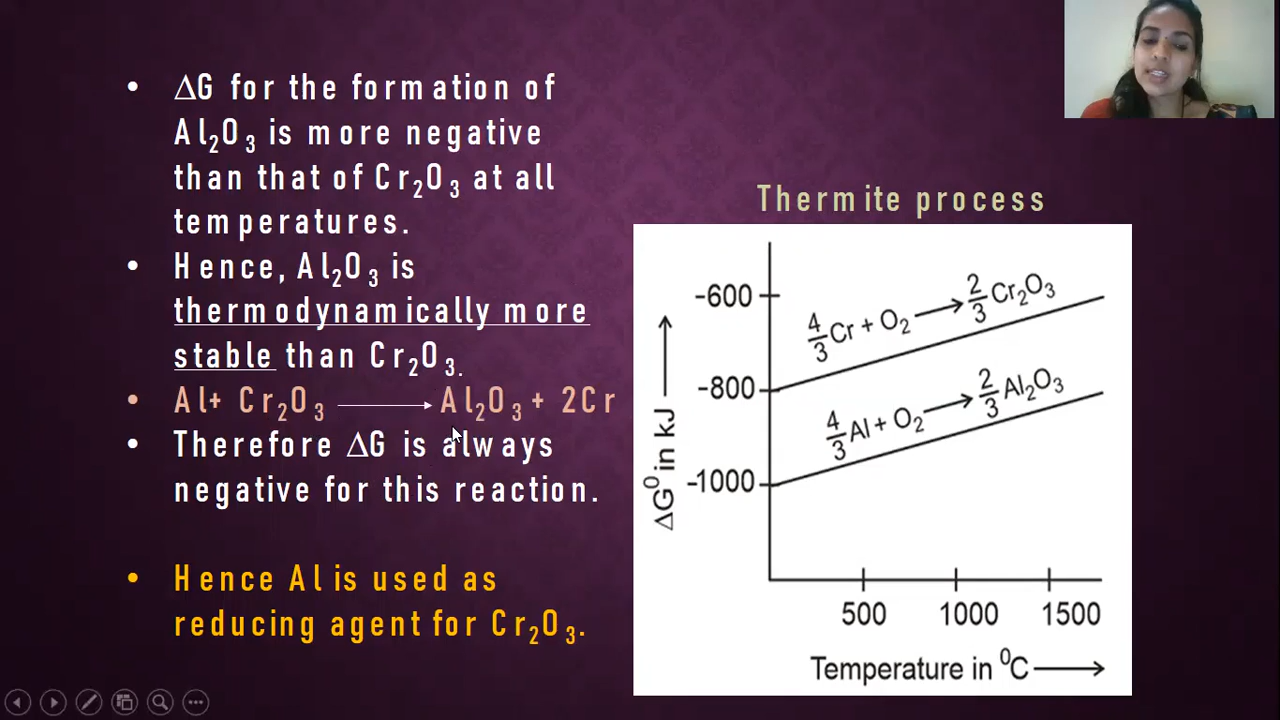 • ΔG for the formation of
Al₂O₃ is more negative
than that of Cr₂O₃ at all
temperatures.
• Hence, Al₂O₃ is
thermodynamically more
stable than Cr₂O₃.
• Al+ Cr₂O₃ ⟶ Al₂O₃ + 2Cr
• Therefore ΔG is always
negative for this reaction.
• Hence Al is used as
reducing agent for Cr₂O₃.
Thermite process
-600
-800
-1000
ΔG⁰ in kJ ⟶
4/3 Cr + O₂ ⟶ 2/3 Cr₂O₃
4/3 Al + O₂ ⟶ 2/3 Al₂O₃
500 1000 1500
Temperature in ⁰C ⟶